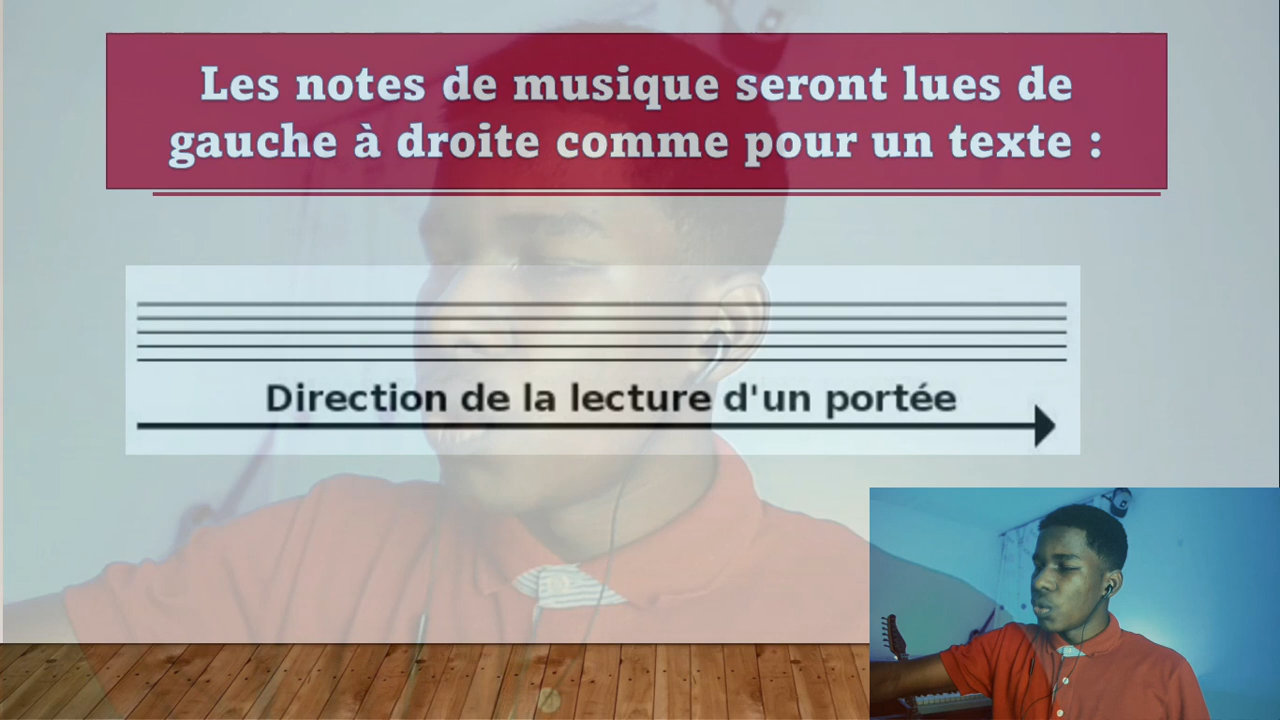 Les notes de musique seront lues de
gauche à droite comme pour un texte :
Direction de la lecture d'un portée